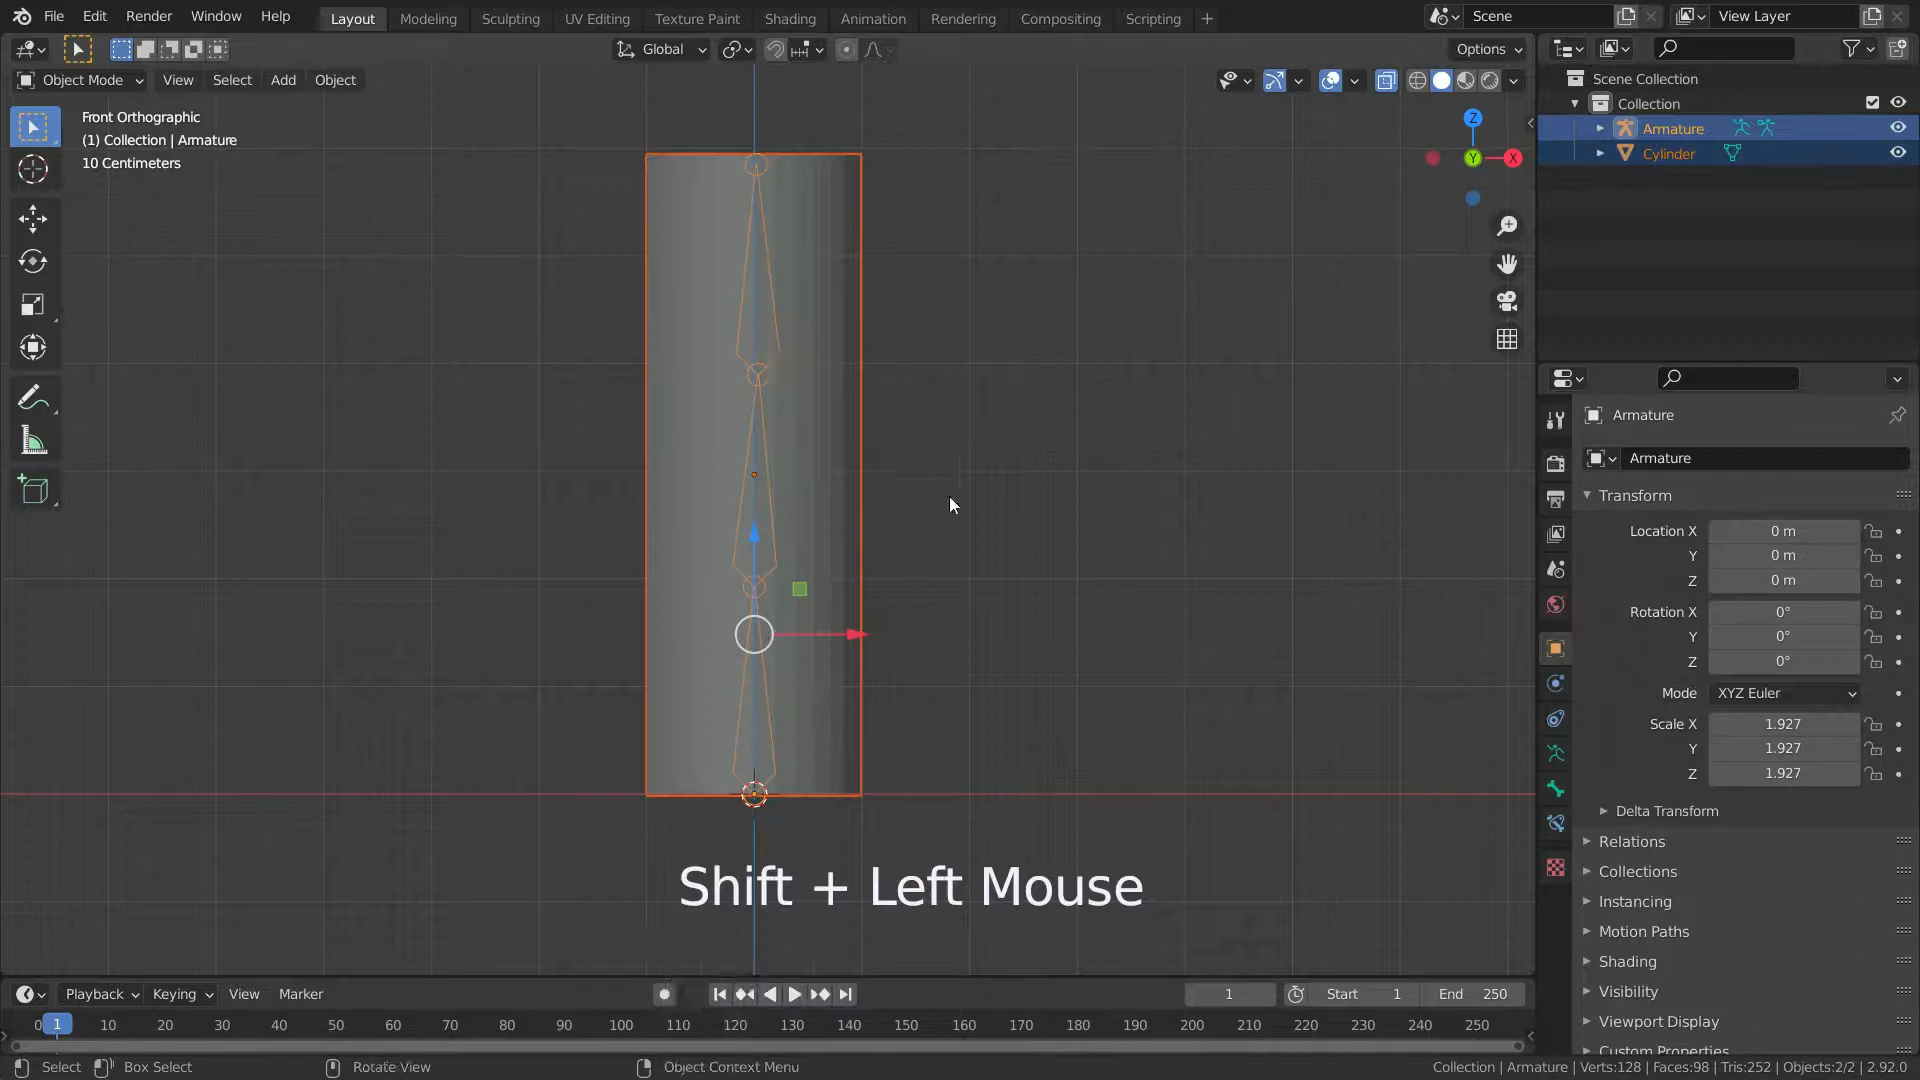 File Edit Render Window Help Layout Modeling Sculpting UV Editing Texture Paint Shading Animation Rendering Compositing Scripting Scene View Layer
Global Options
Object Mode View Select Add Object
Front Orthographic
(1) Collection | Armature
10 Centimeters
Z
Y
X
Scene Collection
Collection
Armature
Cylinder
Armature
Armature
Transform
Location X 0 m
Y 0 m
Z 0 m
Rotation X 0°
Y 0°
Z 0°
Mode XYZ Euler
Scale X 1.927
Y 1.927
Z 1.927
Delta Transform
Relations
Collections
Instancing
Motion Paths
Shading
Visibility
Viewport Display
Custom Properties
Shift + Left Mouse
Playback Keying View Marker 1 Start 1 End 250
0 1 10 20 30 40 50 60 70 80 90 100 110 120 130 140 150 160 170 180 190 200 210 220 230 240 250
Select Box Select Rotate View Object Context Menu Collection | Armature | Verts:128 | Faces:98 | Tris:252 | Objects:2/2 | 2.92.0